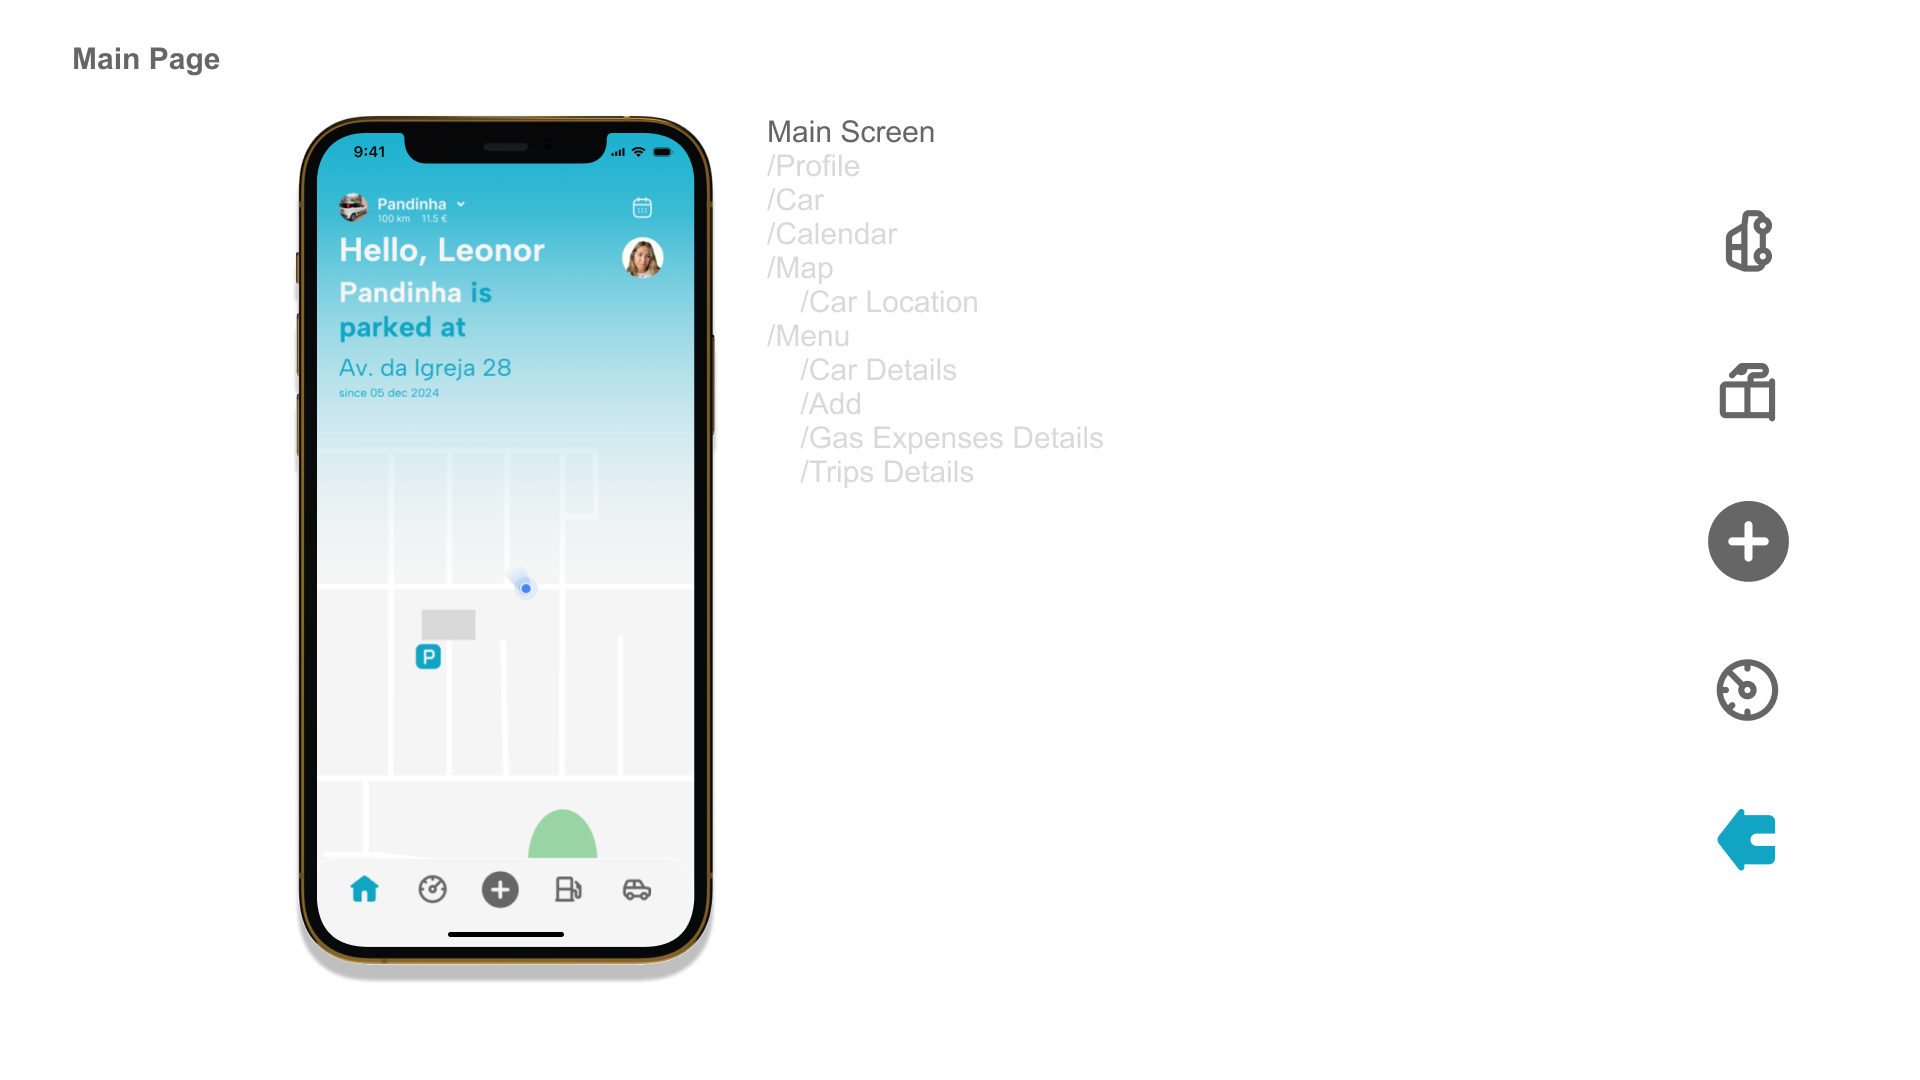 Main Page
9:41
Pandinha
100 km 11.5 €
Hello, Leonor
Pandinha is
parked at
Av. da Igreja 28
since 05 dec 2024
P
Main Screen
/Profile
/Car
/Calendar
/Map
/Car Location
/Menu
/Car Details
/Add
/Gas Expenses Details
/Trips Details